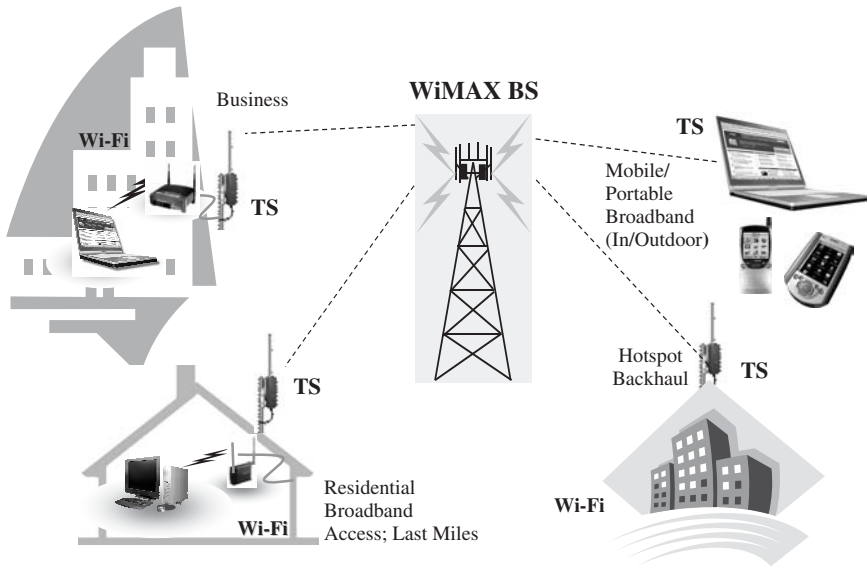 WiMAX BS
Business
Wi-Fi
TS
TS
Mobile/
Portable
Broadband
(In/Outdoor)
TS
Residential
Broadband
Access; Last Miles
Wi-Fi
Hotspot
Backhaul
TS
Wi-Fi